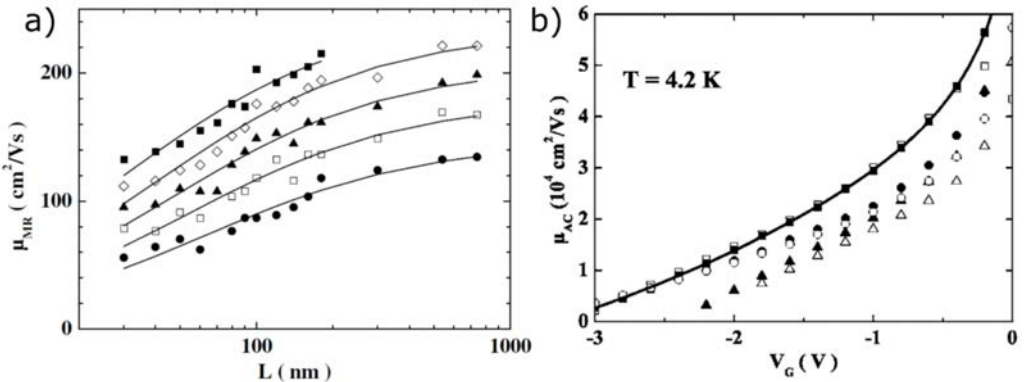 a)
200
100
0
100
1000
μMR ( cm²/Vs)
L ( nm)
b)
T = 4.2 K
6
5
4
3
2
1
0
-3
-2
-1
0
μAC (10⁴ cm²/Vs)
VG (V)